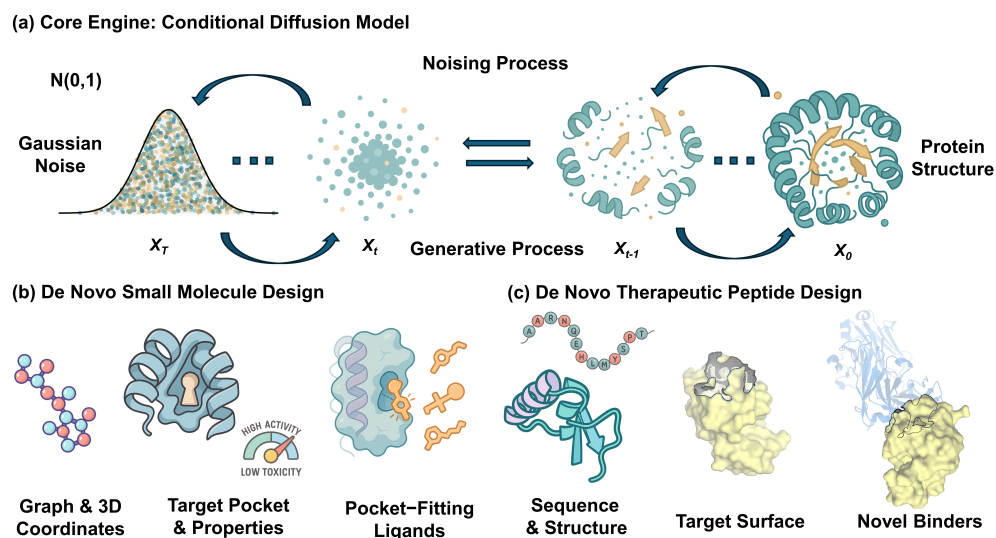 (a) Core Engine: Conditional Diffusion Model
N(0,1)
Noising Process
Gaussian
Noise
Protein
Structure
X_T
X_t
Generative Process
X_{t-1}
X_0
(b) De Novo Small Molecule Design
HIGH ACTIVITY
LOW TOXICITY
Graph & 3D
Coordinates
Target Pocket
& Properties
Pocket−Fitting
Ligands
(c) De Novo Therapeutic Peptide Design
A A R N Q E H L M Y S P T
Sequence
& Structure
Target Surface
Novel Binders